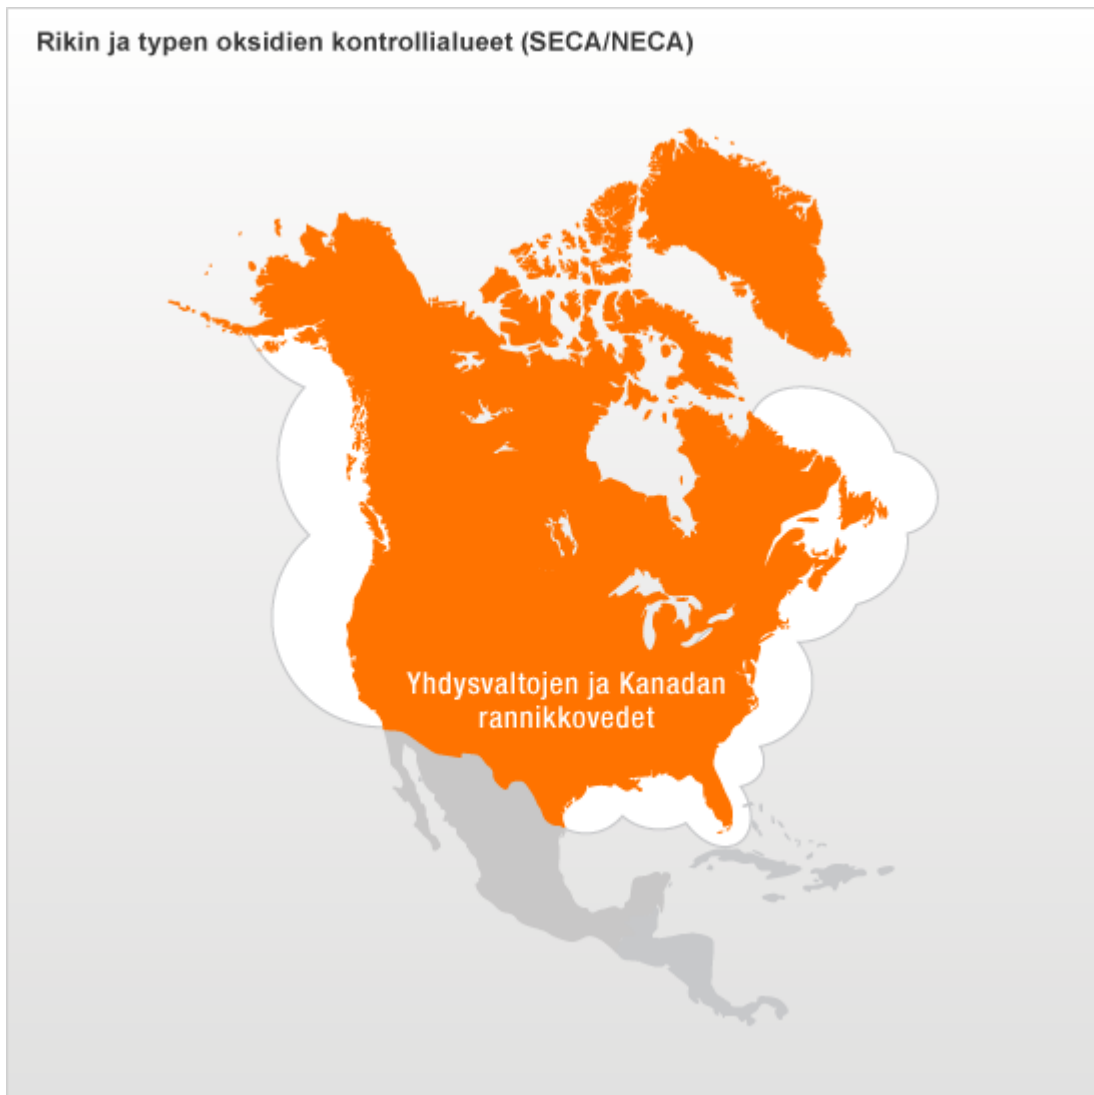 Rikin ja typen oksidien kontrollialueet (SECA/NECA)
Yhdysvaltojen ja Kanadan
rannikkovedet